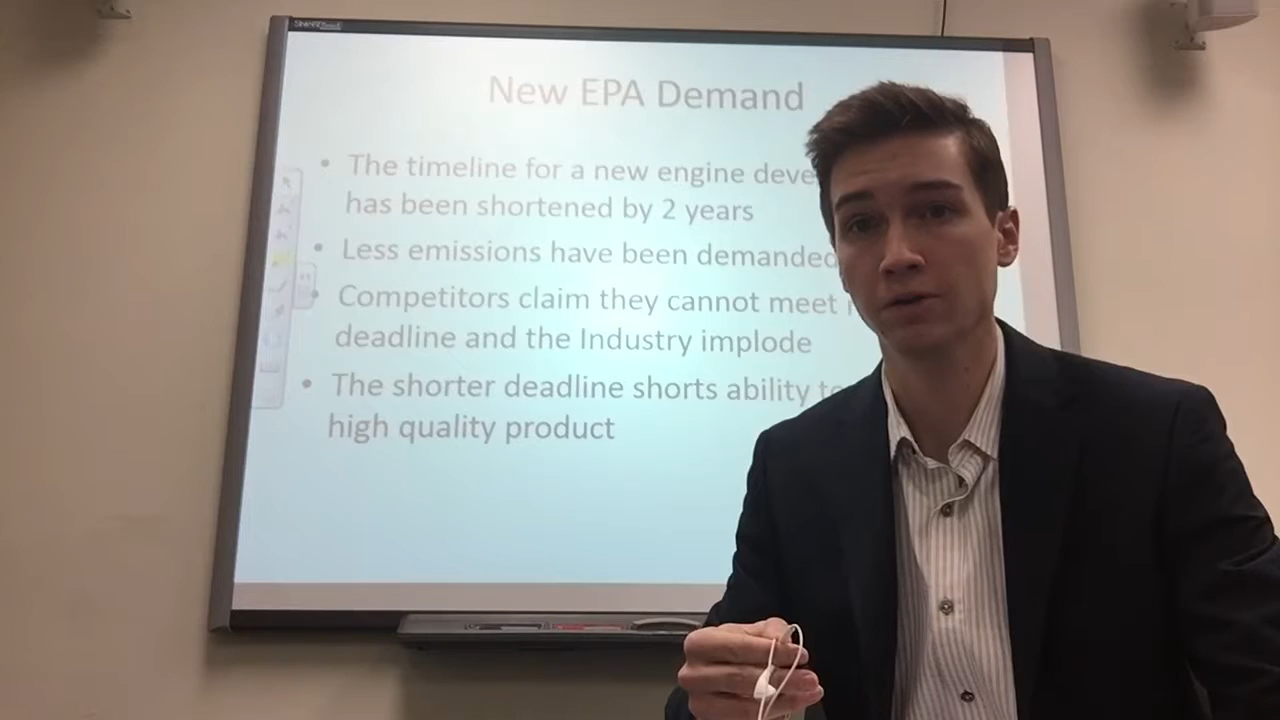 New EPA Demand
• The timeline for a new engine
has been shortened by 2 years
• Less emissions have been demanded
• Competitors claim they cannot meet
deadline and the Industry implode
• The shorter deadline shorts ability
high quality product